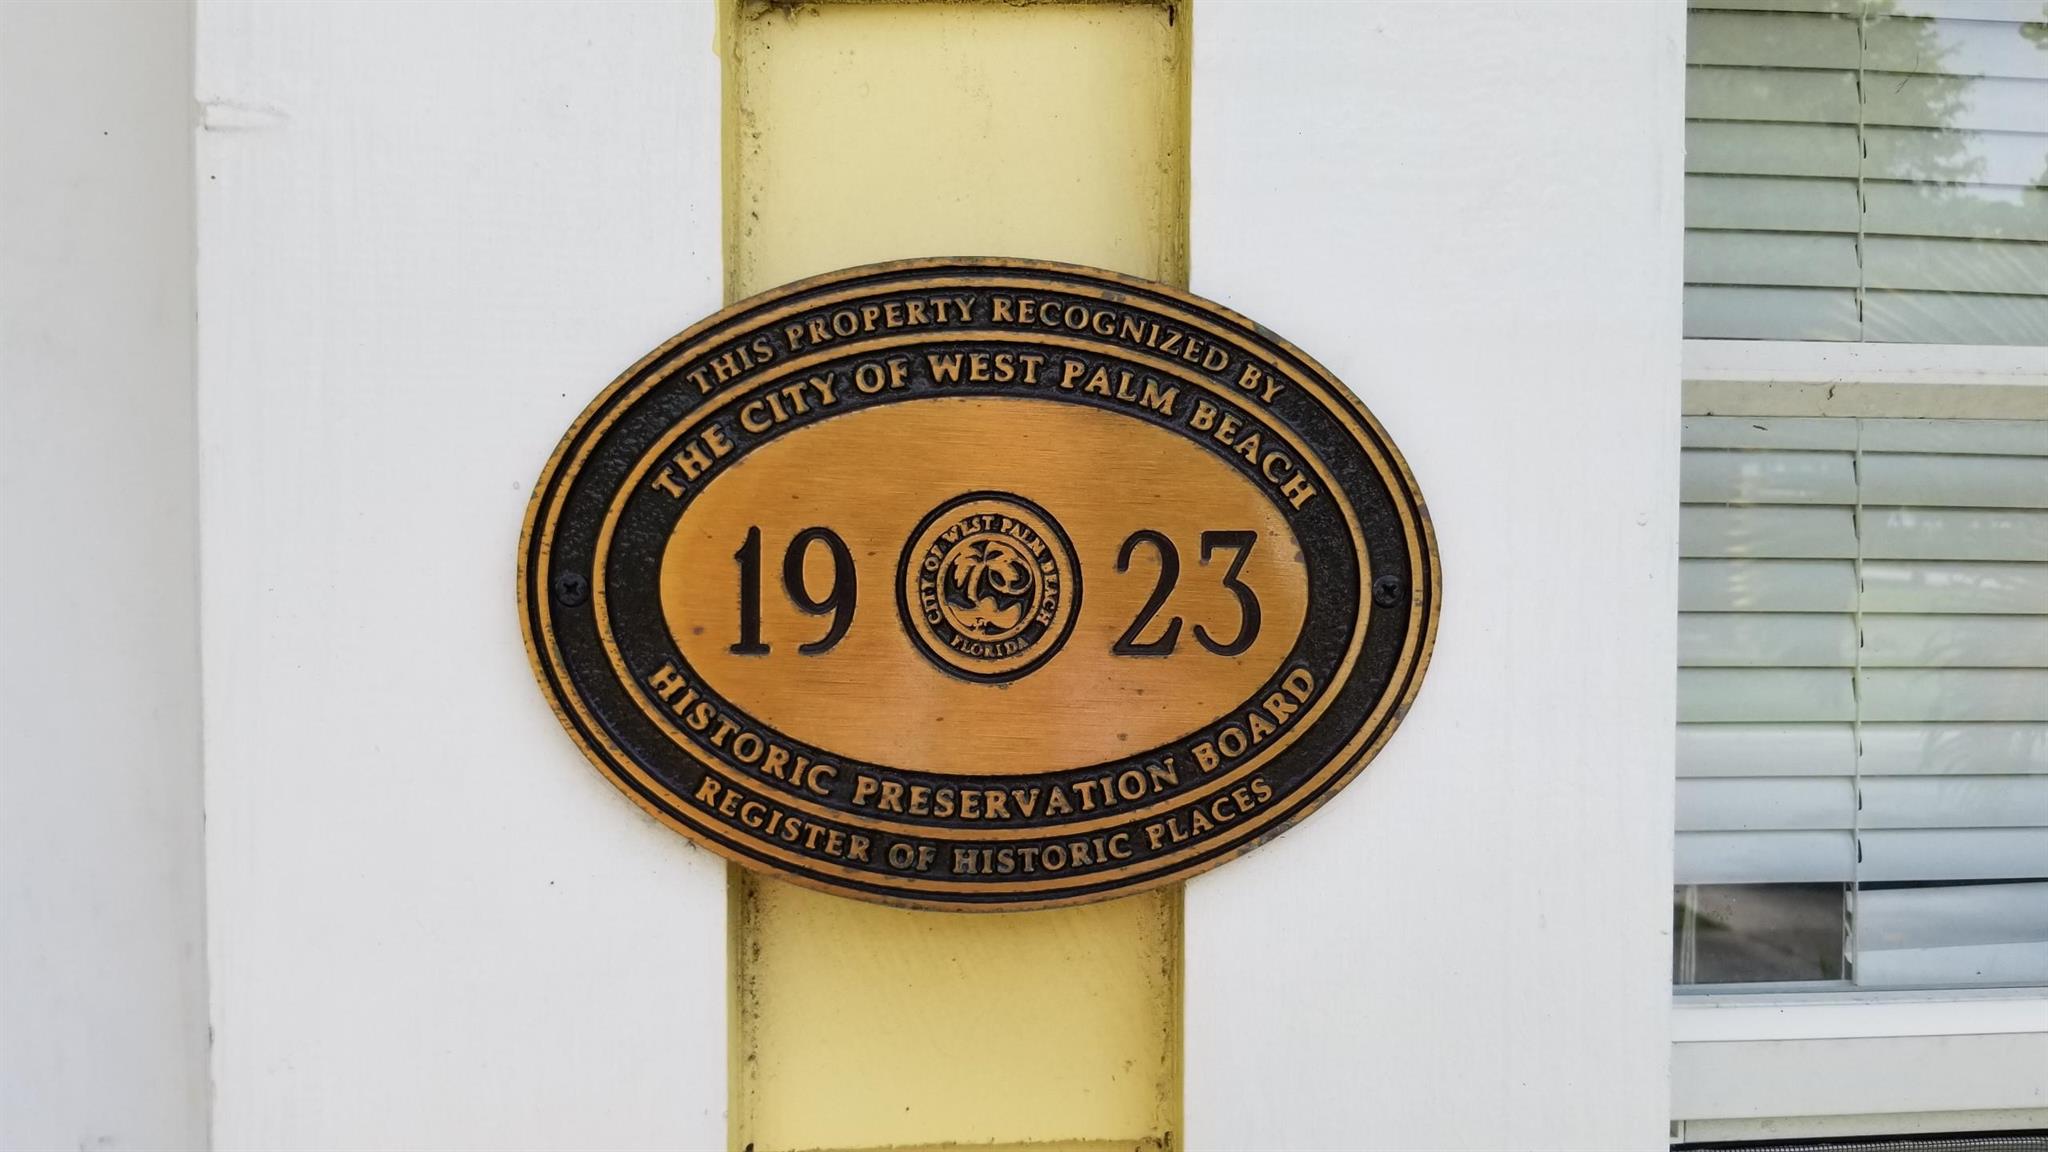 THIS PROPERTY RECOGNIZED BY
THE CITY OF WEST PALM BEACH
19 23
CITY OF WEST PALM BEACH
FLORIDA
HISTORIC PRESERVATION BOARD
REGISTER OF HISTORIC PLACES